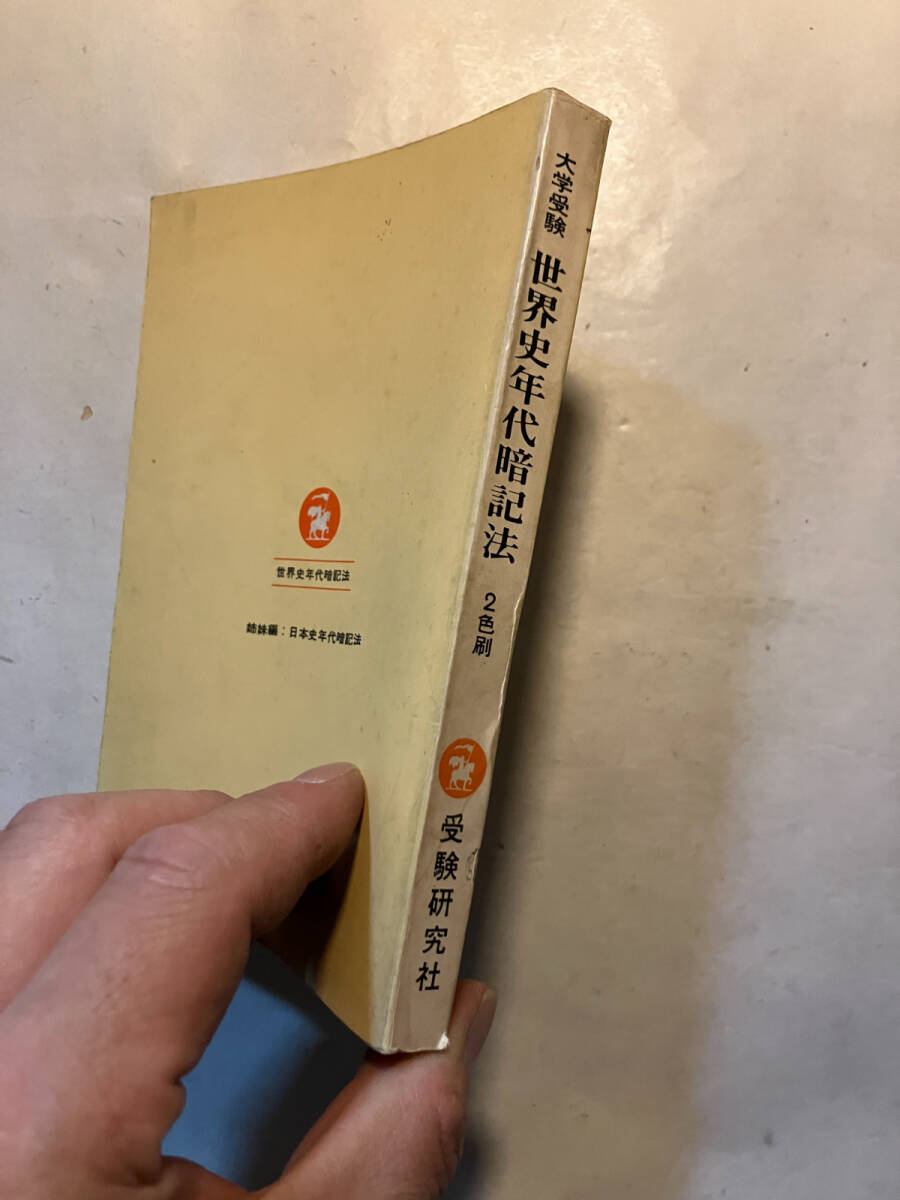 大学受験
世界史年代暗記法
2色刷
受験研究社
世界史年代暗記法
姉妹編：日本史年代暗記法